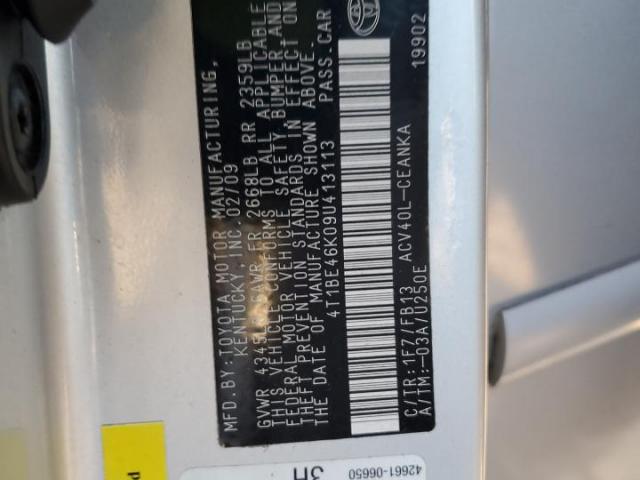 MFD.BY:TOYOTA MOTOR MANUFACTURING,
KENTUCKY,INC.02/09
GVWR 4345LB GAWR FR 2668LB RR 2359LB
THIS VEHICLE CONFORMS TO ALL APPLICABLE
FEDERAL MOTOR VEHICLE SAFETY,BUMPER AND
THEFT PREVENTION STANDARDS IN EFFECT ON
THE DATE OF MANUFACTURE SHOWN ABOVE.
4T1BE46K09U413113 PASS.CAR
C/TR:1F7/FB13 ACV40L-CEANKA
A/TM:-03A/U250E
19902
42661-06650
3H